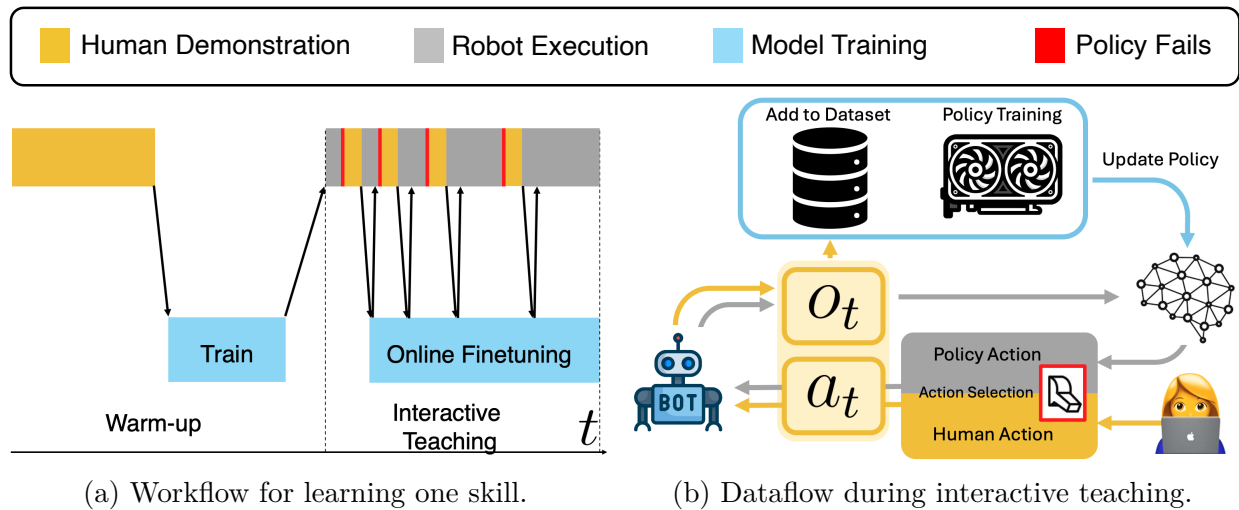 Human Demonstration
Robot Execution
Model Training
Policy Fails
Train
Online Finetuning
Warm-up
Interactive
Teaching
t
(a) Workflow for learning one skill.
Add to Dataset
Policy Training
Update Policy
o_t
a_t
BOT
Policy Action
Action Selection
Human Action
(b) Dataflow during interactive teaching.